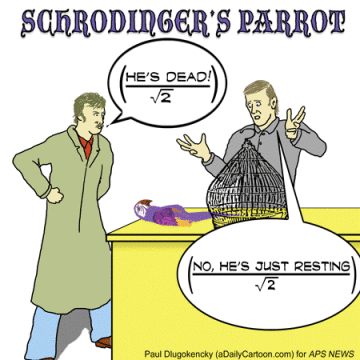 SCHRODINGER'S PARROT
(HE'S DEAD!
√2)
(NO, HE'S JUST RESTING
√2)
Paul Dlugokencky (aDailyCartoon.com) for APS NEWS